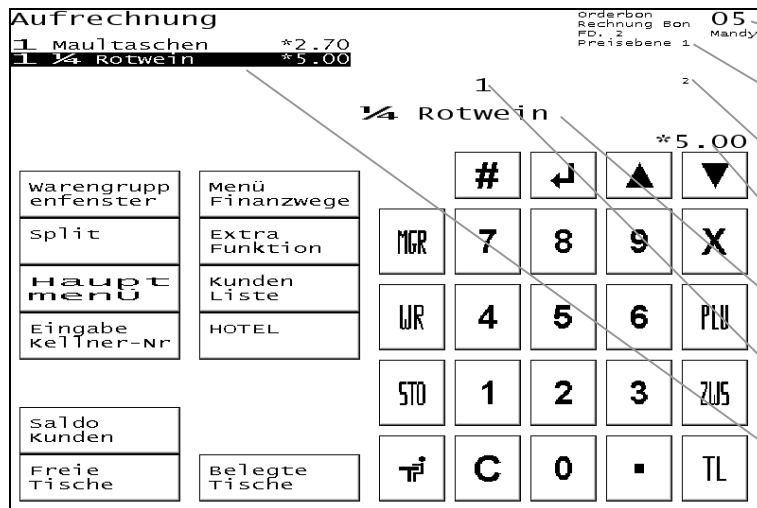 Aufrechnung
1 Maultaschen *2.70
1 ¼ Rotwein *5.00
Orderbon
Rechnung Bon
FD. 2
Preisebene 1
05
Mandy
1
2
¼ Rotwein
*5.00
Warengrupp
enfenster
Menü
Finanzwege
Split
Extra
Funktion
Haupt
menü
Kunden
Liste
Eingabe
Kellner-Nr
HOTEL
Saldo
Kunden
Freie
Tische
Belegte
Tische
# ↵ ▲ ▼
MGR 7 8 9 X
WR 4 5 6 PLU
STO 1 2 3 ZWS
C 0 . TL